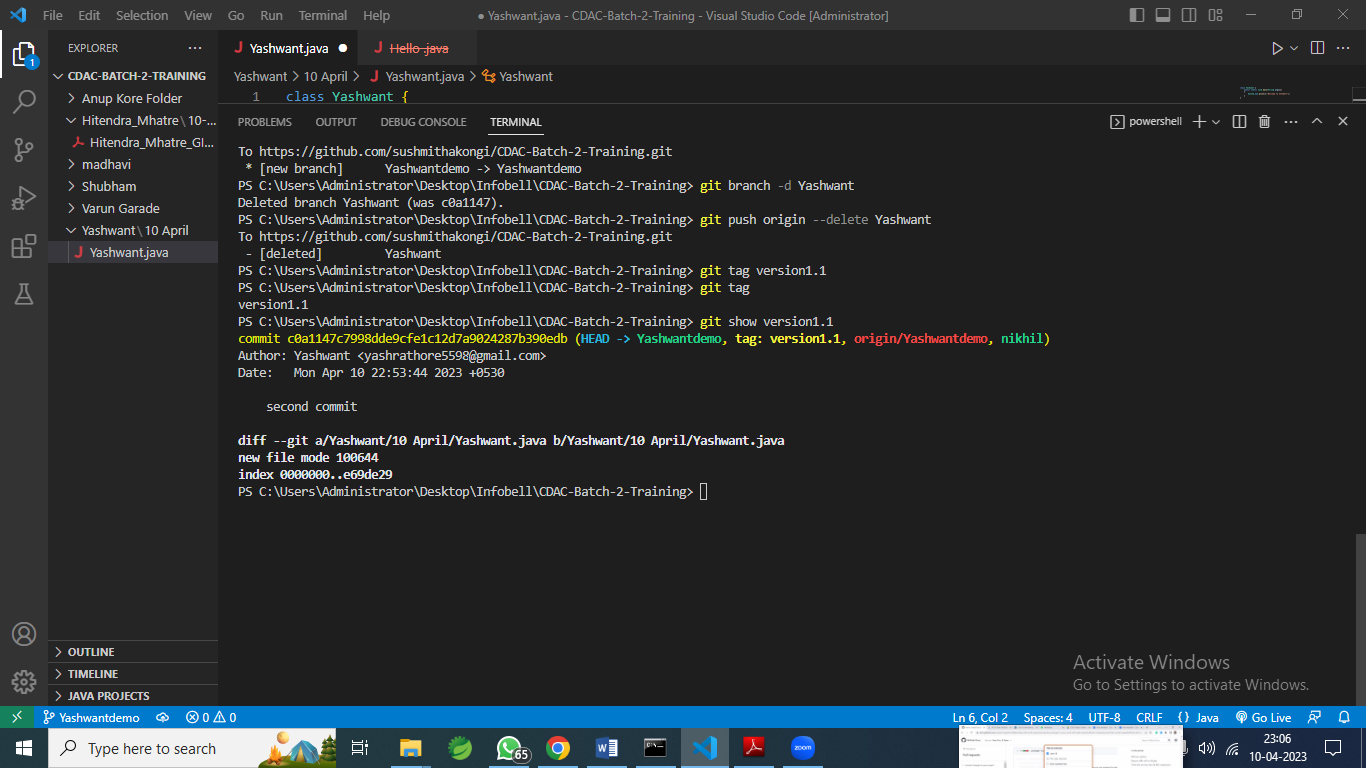 File Edit Selection View Go Run Terminal Help
● Yashwant.java - CDAC-Batch-2-Training - Visual Studio Code [Administrator]
1
EXPLORER
CDAC-BATCH-2-TRAINING
Anup Kore Folder
Hitendra_Mhatre \ 10-...
Hitendra_Mhatre_GI...
madhavi
Shubham
Varun Garade
Yashwant \ 10 April
J Yashwant.java
OUTLINE
TIMELINE
JAVA PROJECTS
J Yashwant.java ●
J Hello .java
Yashwant > 10 April > J Yashwant.java > Yashwant
1 class Yashwant {
PROBLEMS OUTPUT DEBUG CONSOLE TERMINAL
powershell
To https://github.com/sushmithakongi/CDAC-Batch-2-Training.git
* [new branch] Yashwantdemo -> Yashwantdemo
PS C:\Users\Administrator\Desktop\Infobell\CDAC-Batch-2-Training> git branch -d Yashwant
Deleted branch Yashwant (was c0a1147).
PS C:\Users\Administrator\Desktop\Infobell\CDAC-Batch-2-Training> git push origin --delete Yashwant
To https://github.com/sushmithakongi/CDAC-Batch-2-Training.git
- [deleted] Yashwant
PS C:\Users\Administrator\Desktop\Infobell\CDAC-Batch-2-Training> git tag version1.1
PS C:\Users\Administrator\Desktop\Infobell\CDAC-Batch-2-Training> git tag
version1.1
PS C:\Users\Administrator\Desktop\Infobell\CDAC-Batch-2-Training> git show version1.1
commit c0a1147c7998dde9cfe1c12d7a9024287b390edb (HEAD -> Yashwantdemo, tag: version1.1, origin/Yashwantdemo, nikhil)
Author: Yashwant <yashrathore5598@gmail.com>
Date: Mon Apr 10 22:53:44 2023 +0530
second commit
diff --git a/Yashwant/10 April/Yashwant.java b/Yashwant/10 April/Yashwant.java
new file mode 100644
index 0000000..e69de29
PS C:\Users\Administrator\Desktop\Infobell\CDAC-Batch-2-Training>
Activate Windows
Go to Settings to activate Windows.
Yashwantdemo 0 0
Ln 6, Col 2 Spaces: 4 UTF-8 CRLF {} Java Go Live
Type here to search
65
zoom
23:06
10-04-2023